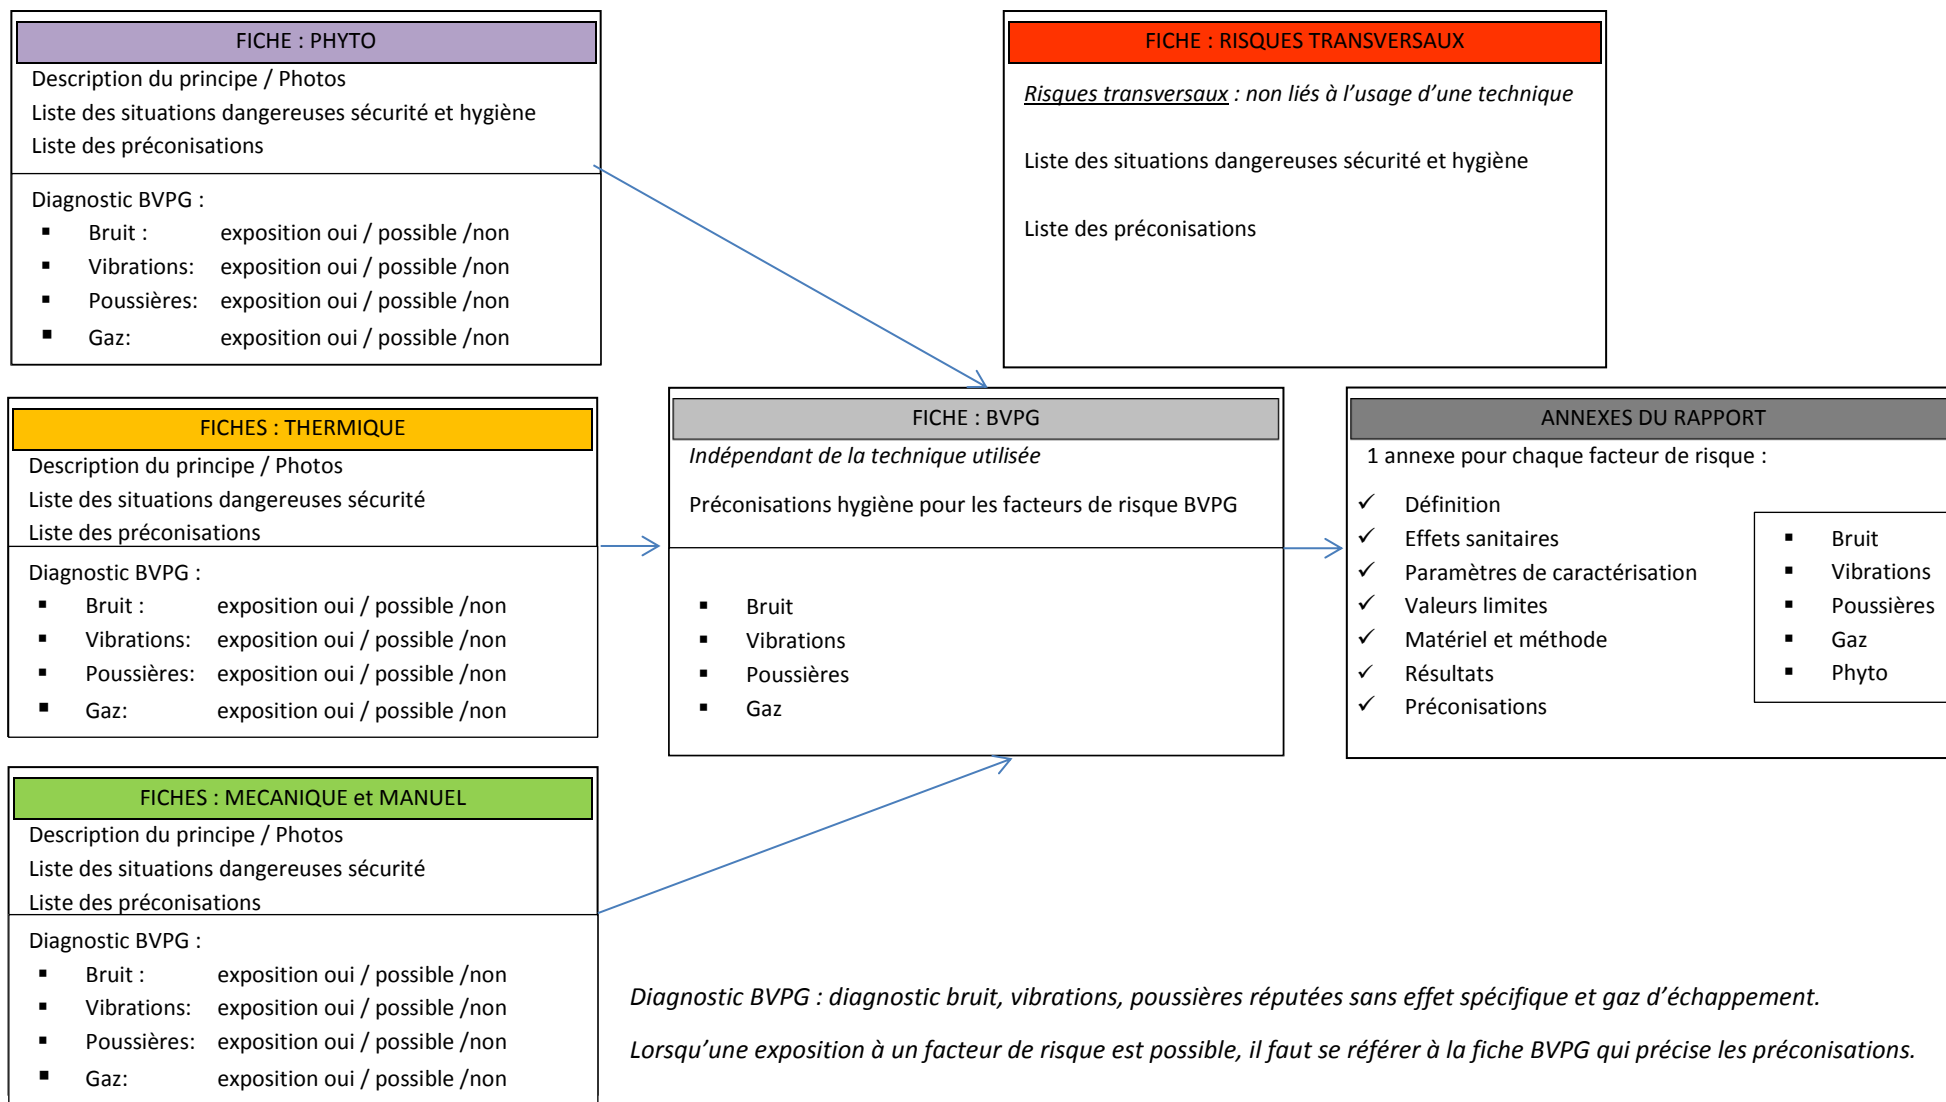 FICHE : PHYTO
Description du principe / Photos
Liste des situations dangereuses sécurité et hygiène
Liste des préconisations
Diagnostic BVPG :
▪ Bruit : exposition oui / possible /non
▪ Vibrations: exposition oui / possible /non
▪ Poussières: exposition oui / possible /non
▪ Gaz: exposition oui / possible /non
FICHE : RISQUES TRANSVERSAUX
Risques transversaux : non liés à l’usage d’une technique
Liste des situations dangereuses sécurité et hygiène
Liste des préconisations
FICHES : THERMIQUE
Description du principe / Photos
Liste des situations dangereuses sécurité
Liste des préconisations
Diagnostic BVPG :
▪ Bruit : exposition oui / possible /non
▪ Vibrations: exposition oui / possible /non
▪ Poussières: exposition oui / possible /non
▪ Gaz: exposition oui / possible /non
FICHE : BVPG
Indépendant de la technique utilisée
Préconisations hygiène pour les facteurs de risque BVPG
▪ Bruit
▪ Vibrations
▪ Poussières
▪ Gaz
ANNEXES DU RAPPORT
1 annexe pour chaque facteur de risque :
✓ Définition
✓ Effets sanitaires
✓ Paramètres de caractérisation
✓ Valeurs limites
✓ Matériel et méthode
✓ Résultats
✓ Préconisations
▪ Bruit
▪ Vibrations
▪ Poussières
▪ Gaz
▪ Phyto
FICHES : MECANIQUE et MANUEL
Description du principe / Photos
Liste des situations dangereuses sécurité
Liste des préconisations
Diagnostic BVPG :
▪ Bruit : exposition oui / possible /non
▪ Vibrations: exposition oui / possible /non
▪ Poussières: exposition oui / possible /non
▪ Gaz: exposition oui / possible /non
Diagnostic BVPG : diagnostic bruit, vibrations, poussières réputées sans effet spécifique et gaz d’échappement.
Lorsqu’une exposition à un facteur de risque est possible, il faut se référer à la fiche BVPG qui précise les préconisations.